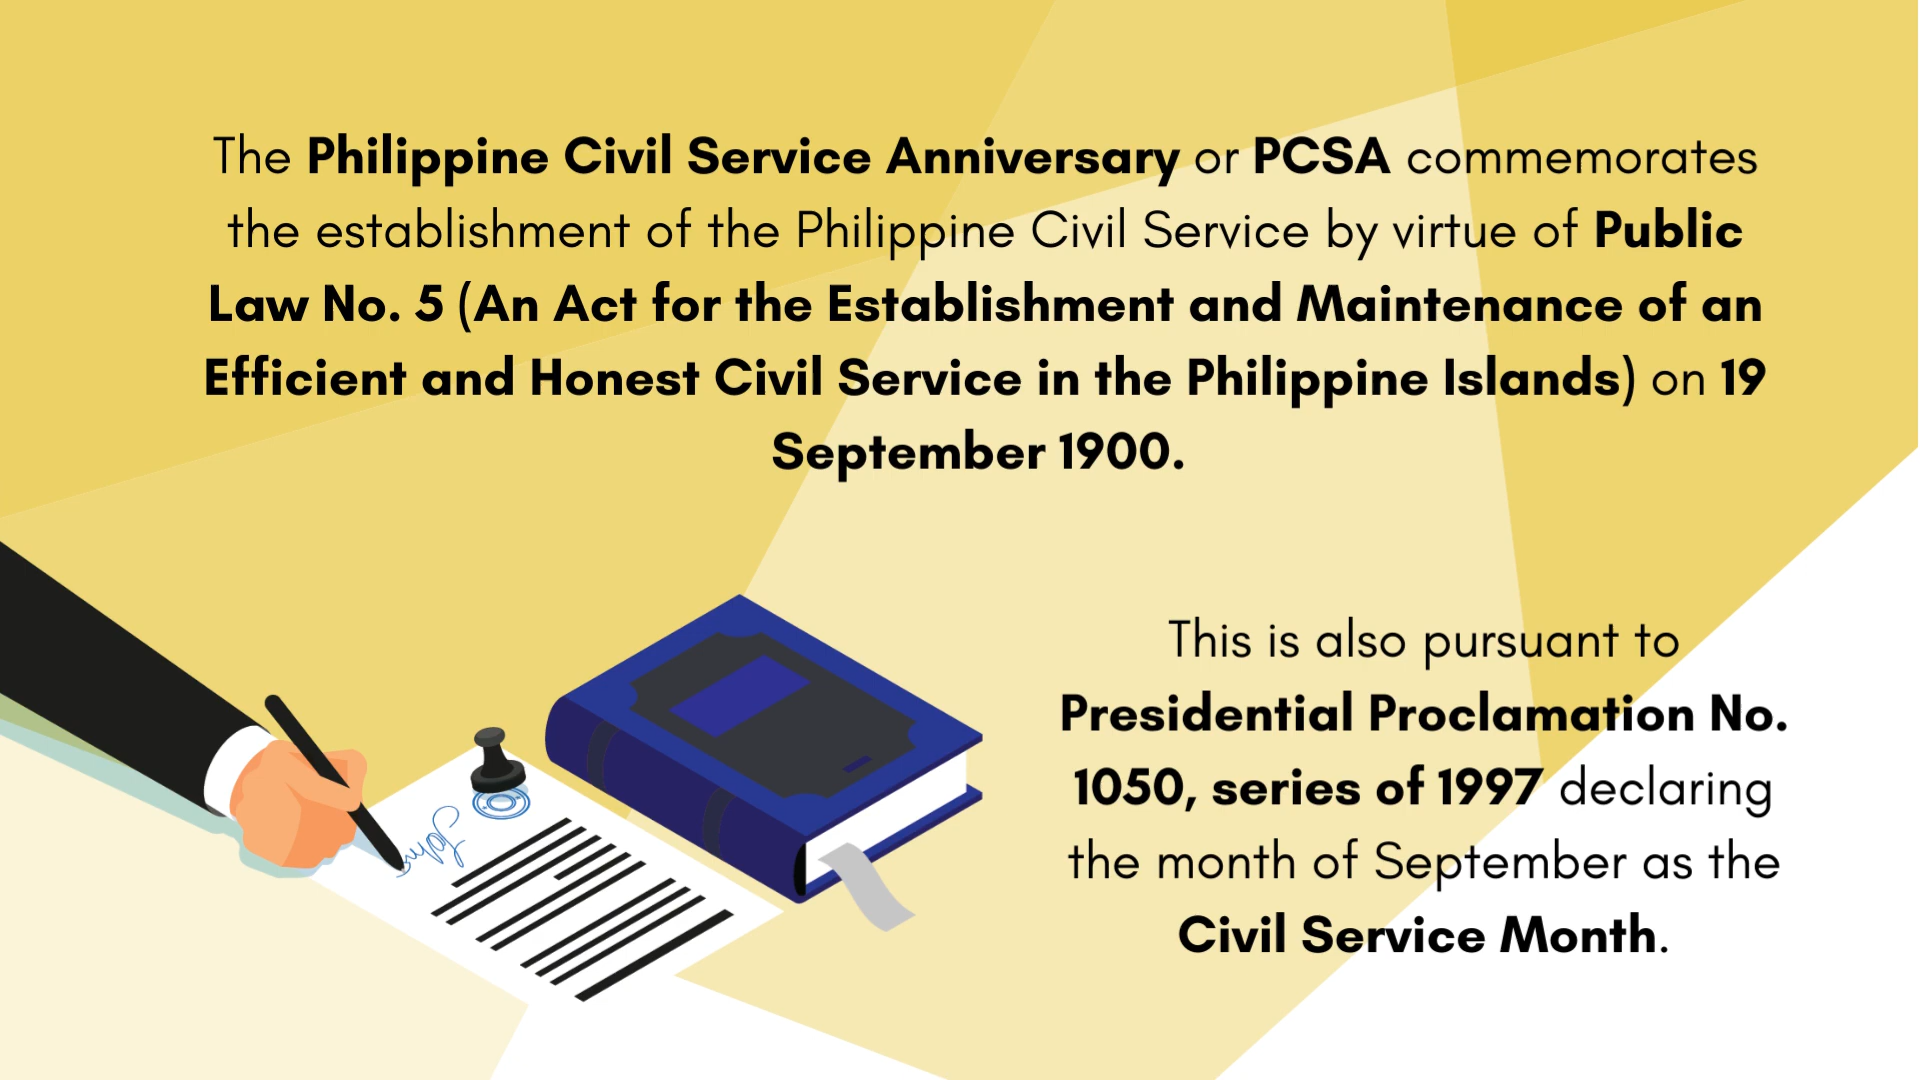 The Philippine Civil Service Anniversary or PCSA commemorates
the establishment of the Philippine Civil Service by virtue of Public
Law No. 5 (An Act for the Establishment and Maintenance of an
Efficient and Honest Civil Service in the Philippine Islands) on 19
September 1900.
This is also pursuant to
Presidential Proclamation No.
1050, series of 1997 declaring
the month of September as the
Civil Service Month.